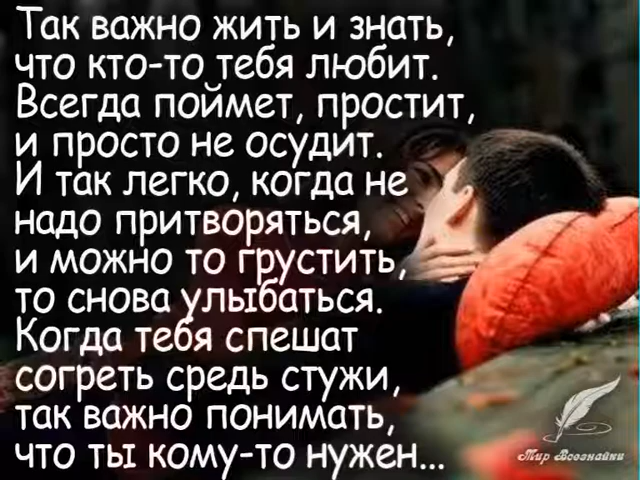 Так важно жить и знать,
что кто-то тебя любит.
Всегда поймет, простит,
и просто не осудит.
И так легко, когда не
надо притворяться,
и можно то грустить,
то снова улыбаться.
Когда тебя спешат
согреть средь стужи,
так важно понимать,
что ты кому-то нужен...
Мир Всезнайки